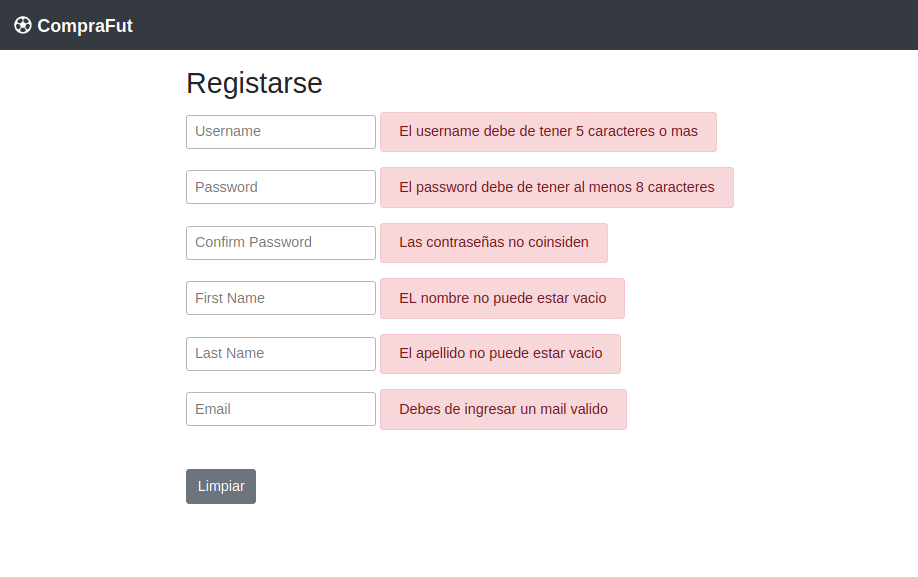 CompraFut
Registarse
Username El username debe de tener 5 caracteres o mas
Password El password debe de tener al menos 8 caracteres
Confirm Password Las contraseñas no coinsiden
First Name EL nombre no puede estar vacio
Last Name El apellido no puede estar vacio
Email Debes de ingresar un mail valido
Limpiar